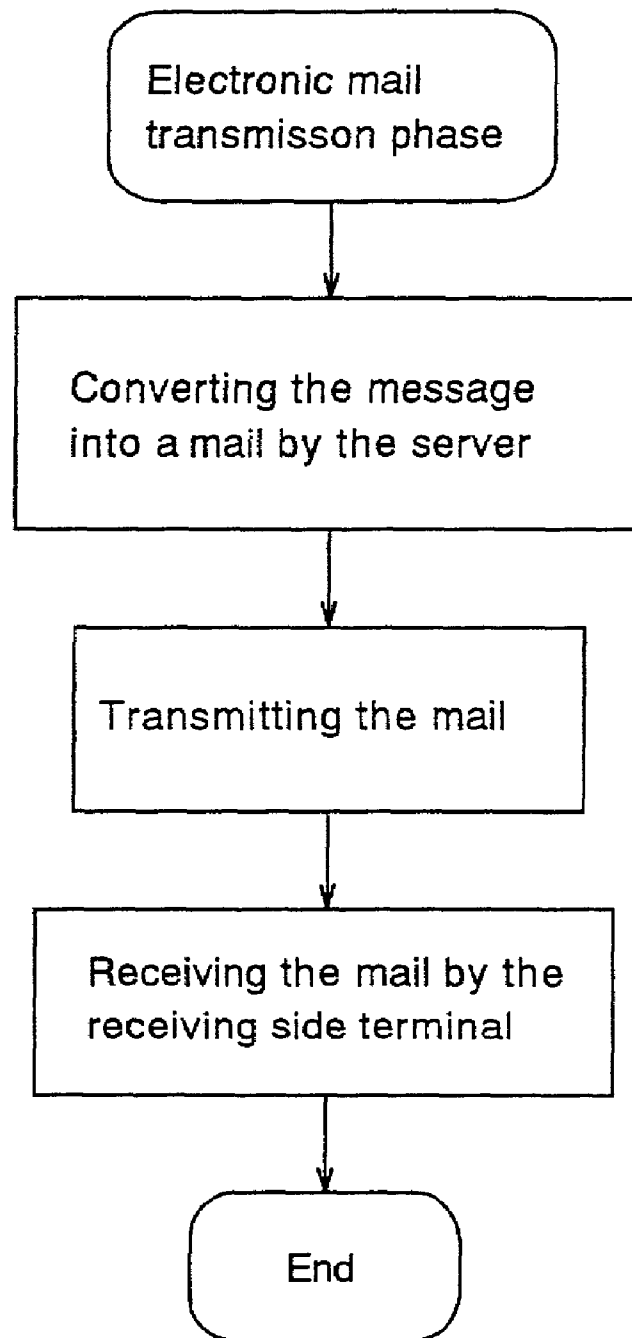 Electronic mail
transmisson phase
Converting the message
into a mail by the server
Transmitting the mail
Receiving the mail by the
receiving side terminal
End